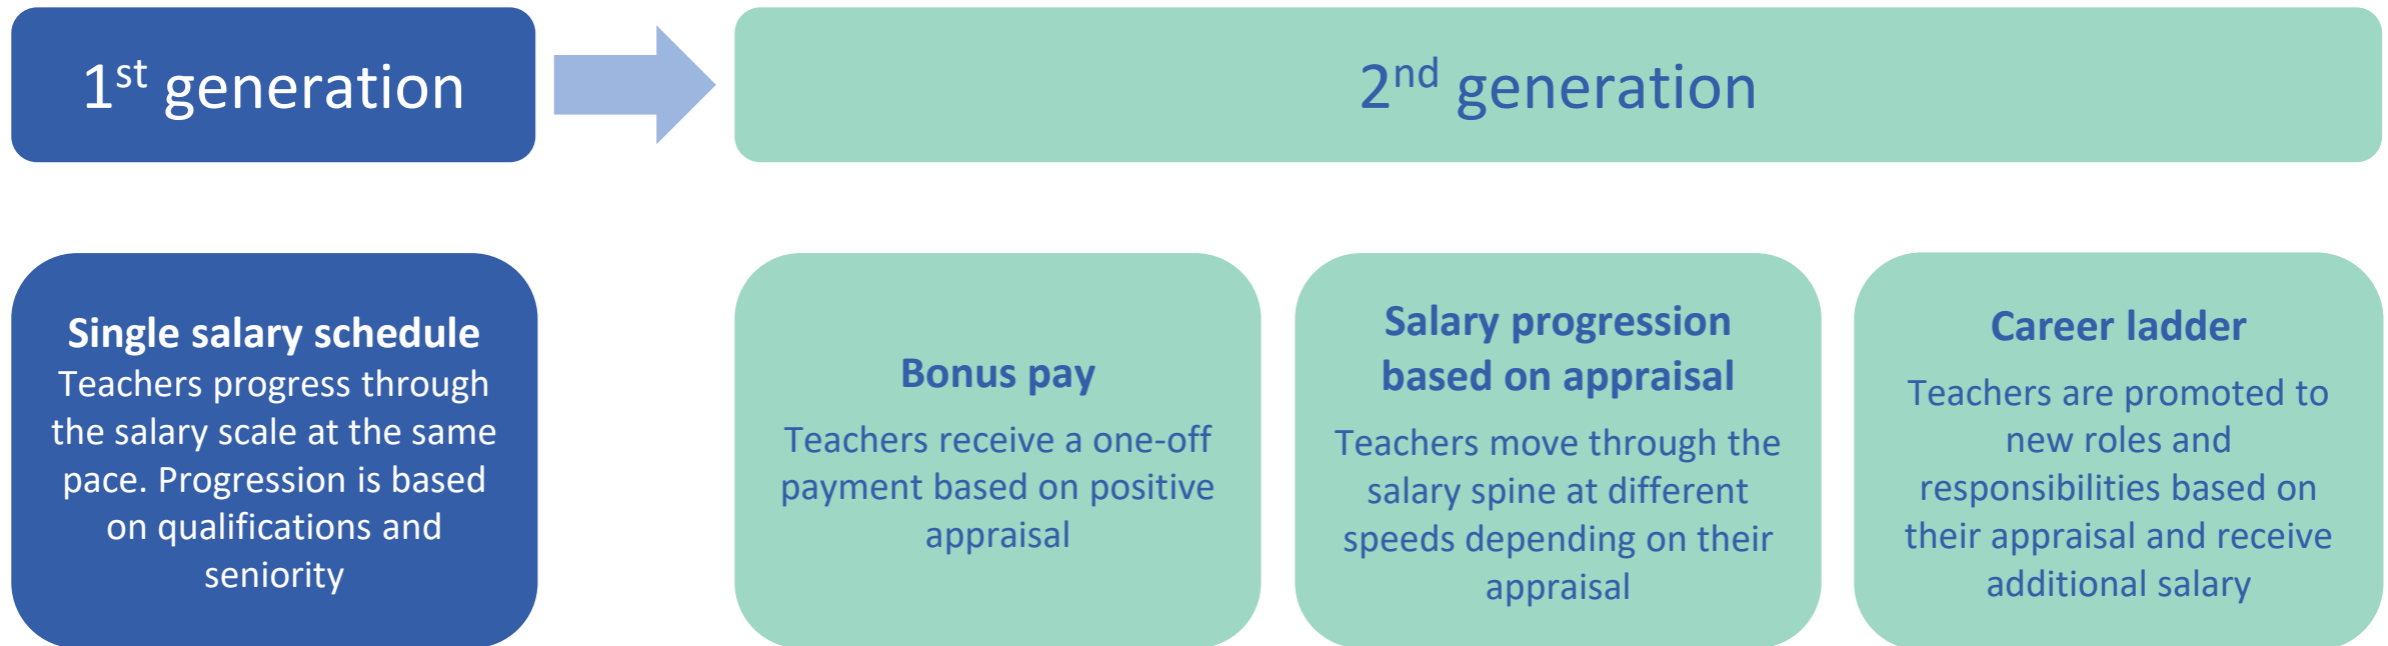 1st generation
2nd generation
Single salary schedule
Teachers progress through
the salary scale at the same
pace. Progression is based
on qualifications and
seniority
Bonus pay
Teachers receive a one-off
payment based on positive
appraisal
Salary progression
based on appraisal
Teachers move through the
salary spine at different
speeds depending on their
appraisal
Career ladder
Teachers are promoted to
new roles and
responsibilities based on
their appraisal and receive
additional salary